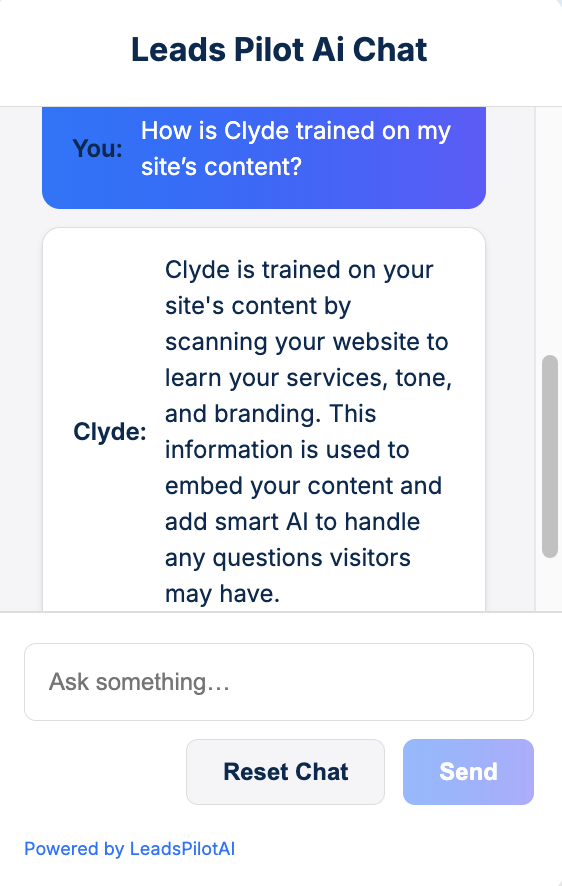 Leads Pilot Ai Chat
You:
How is Clyde trained on my
site’s content?
Clyde:
Clyde is trained on your
site's content by
scanning your website to
learn your services, tone,
and branding. This
information is used to
embed your content and
add smart AI to handle
any questions visitors
may have.
Ask something…
Reset Chat
Send
Powered by LeadsPilotAI